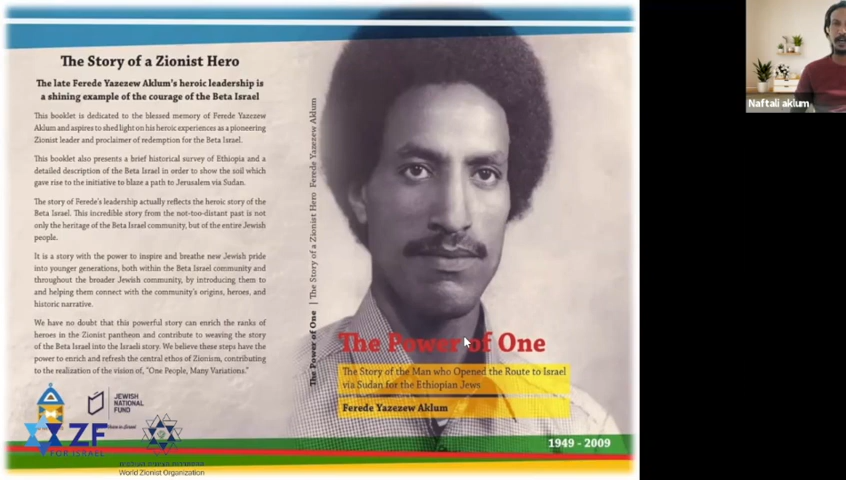 The Story of a Zionist Hero
The late Ferede Yazezew Aklum's heroic leadership is
a shining example of the courage of the Beta Israel
This booklet is dedicated to the blessed memory of Ferede Yazezew
Aklum and aspires to shed light on his heroic experiences as a pioneering
Zionist leader and proclaimer of redemption for the Beta Israel.
This booklet also presents a brief historical survey of Ethiopia and a
detailed description of the Beta Israel in order to show the soil which
gave rise to the initiative to blaze a path to Jerusalem via Sudan.
The story of Ferede's leadership actually reflects the heroic story of the
Beta Israel. This incredible story from the not-too-distant past is not
only the heritage of the Beta Israel community, but of the entire Jewish
people.
It is a story with the power to inspire and breathe new Jewish pride
into younger generations, both within the Beta Israel community and
throughout the broader Jewish community, by introducing them to
and helping them connect with the community's origins, heroes, and
historic narrative.
We have no doubt that this powerful story can enrich the ranks of
heroes in the Zionist pantheon and contribute to weaving the story
of the Beta Israel into the Israeli story. We believe these steps have the
power to enrich and refresh the central ethos of Zionism, contributing
to the realization of the vision of, "One People, Many Variations."
JEWISH
NATIONAL
FUND
ZF
FOR ISRAEL
World Zionist Organization
The Power of One | The Story of a Zionist Hero Ferede Yazezew Aklum
The Power of One
The Story of the Man who Opened the Route to Israel
via Sudan for the Ethiopian Jews
Ferede Yazezew Aklum
1949 - 2009
Naftali aklum